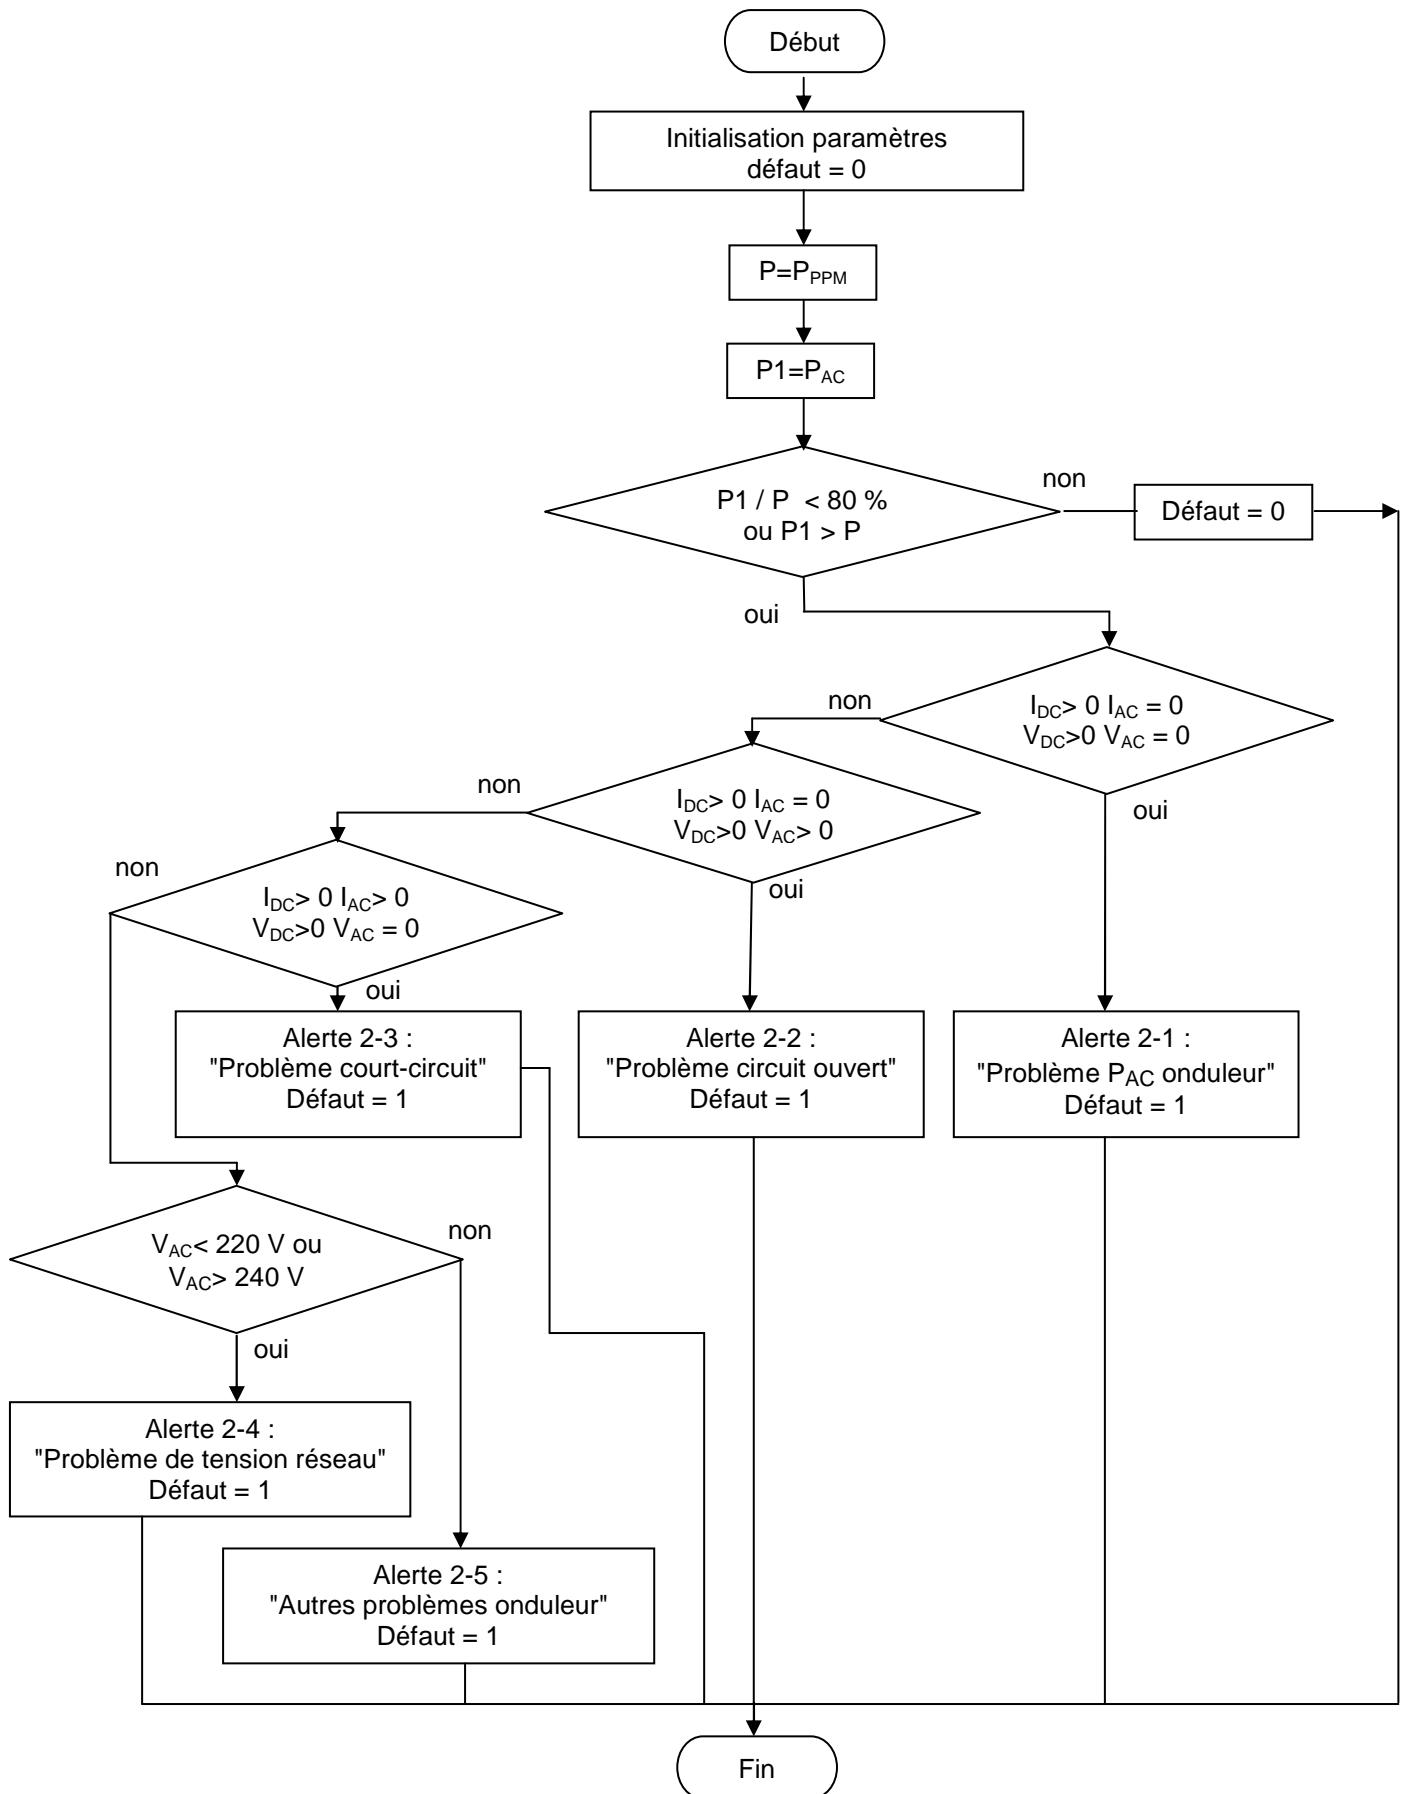 Début
Initialisation paramètres
défaut = 0
P=PPPM
P1=PAC
P1 / P < 80 %
ou P1 > P
non
Défaut = 0
oui
IDC> 0 IAC = 0
VDC>0 VAC = 0
non
oui
IDC> 0 IAC = 0
VDC>0 VAC> 0
non
oui
IDC> 0 IAC> 0
VDC>0 VAC = 0
non
oui
Alerte 2-3 :
"Problème court-circuit"
Défaut = 1
Alerte 2-2 :
"Problème circuit ouvert"
Défaut = 1
Alerte 2-1 :
"Problème PAC onduleur"
Défaut = 1
VAC< 220 V ou
VAC> 240 V
non
oui
Alerte 2-4 :
"Problème de tension réseau"
Défaut = 1
Alerte 2-5 :
"Autres problèmes onduleur"
Défaut = 1
Fin